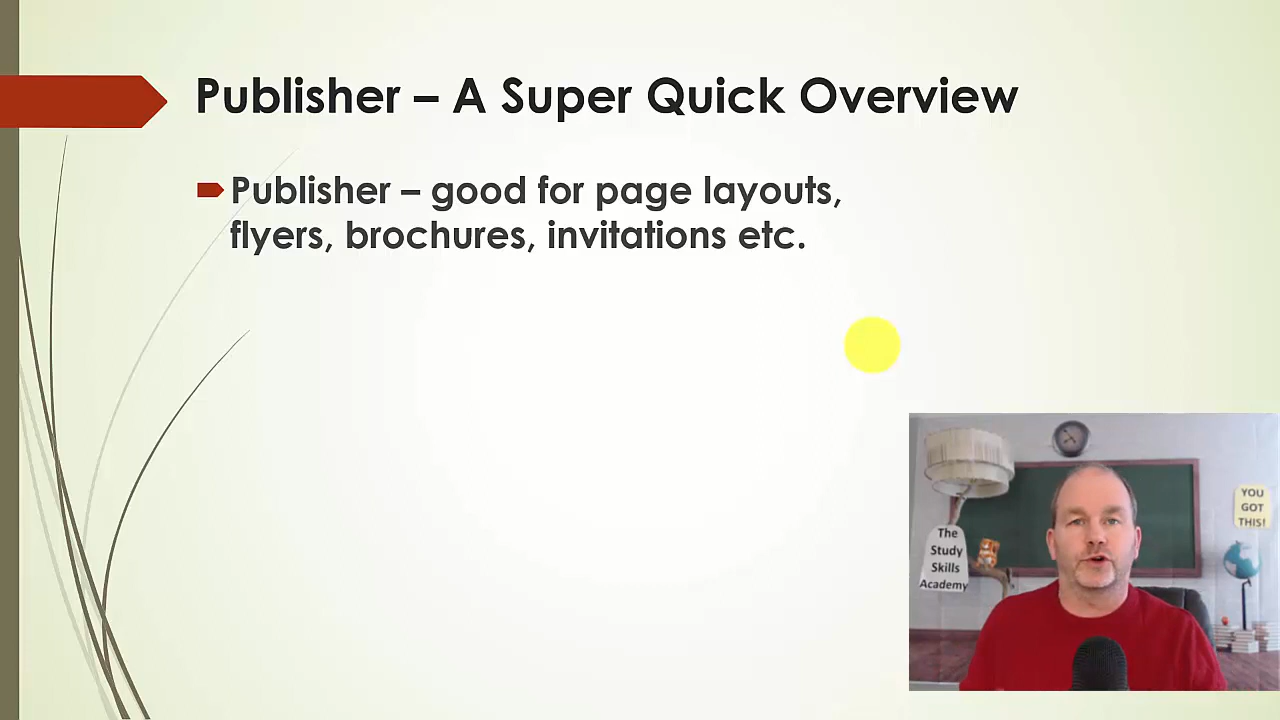 Publisher – A Super Quick Overview
Publisher – good for page layouts,
flyers, brochures, invitations etc.
The
Study
Skills
Academy
YOU
GOT
THIS!